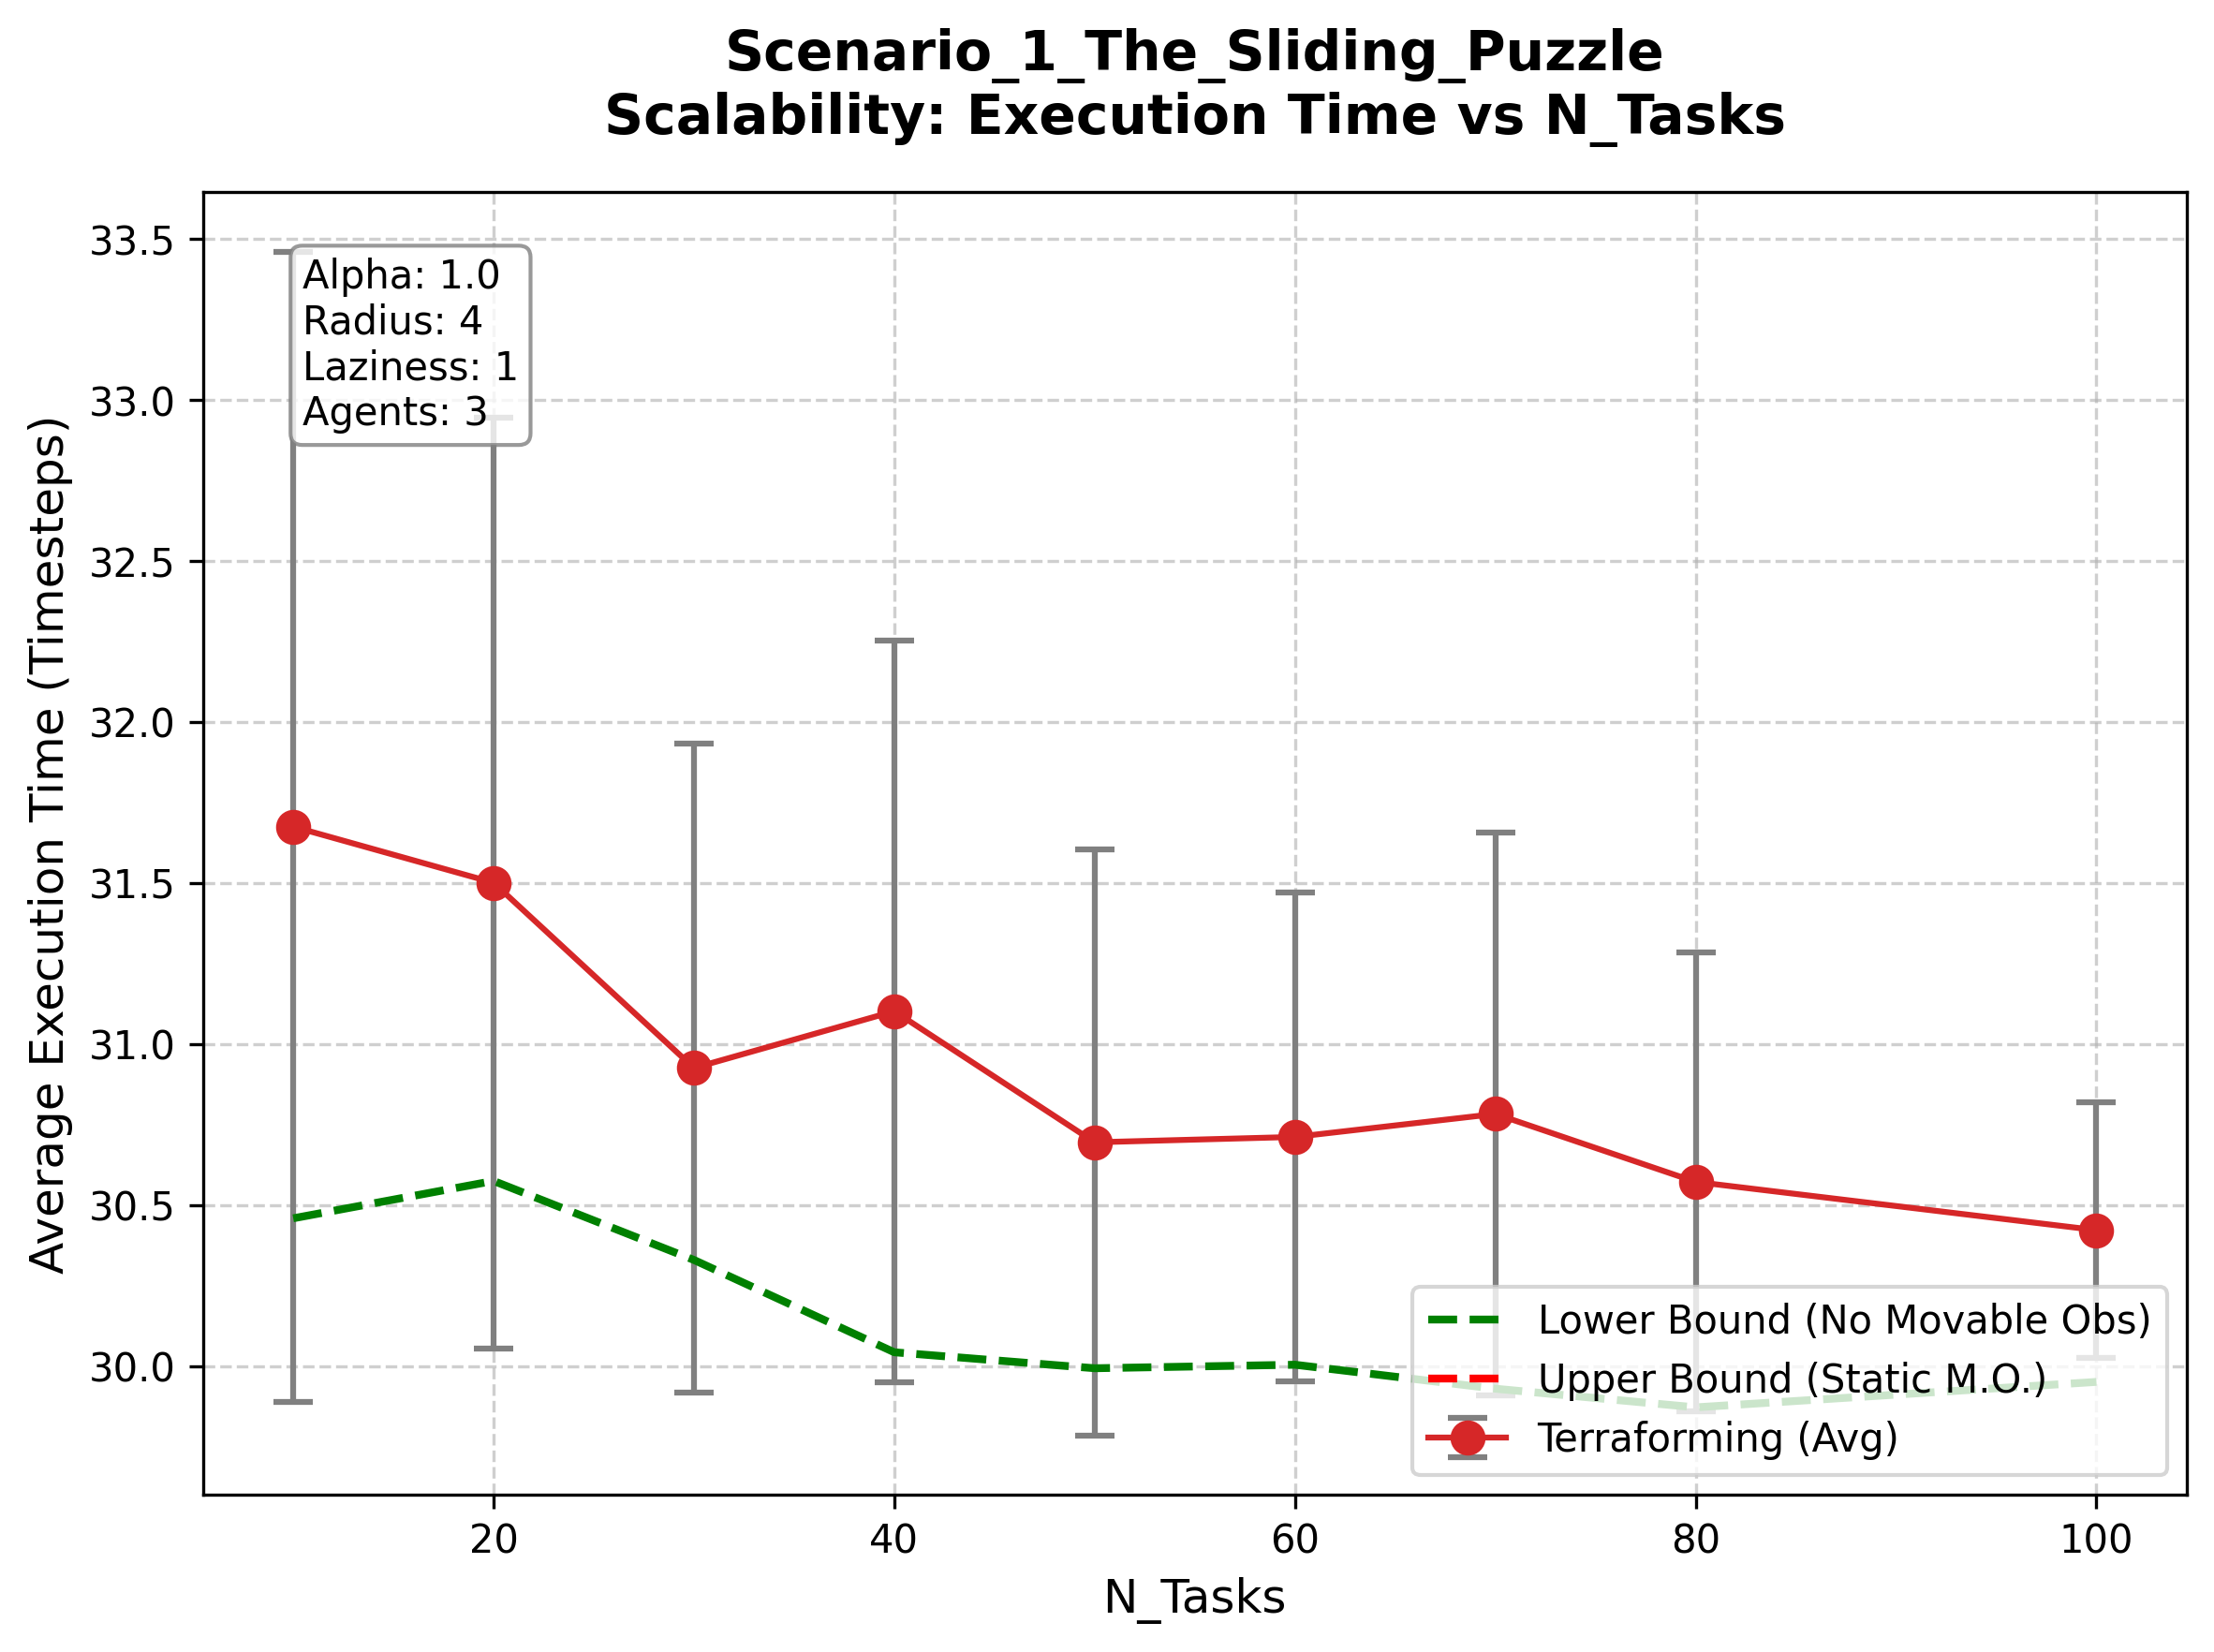 Scenario_1_The_Sliding_Puzzle
Scalability: Execution Time vs N_Tasks
Average Execution Time (Timesteps)
33.5
33.0
32.5
32.0
31.5
31.0
30.5
30.0
Alpha: 1.0
Radius: 4
Laziness: 1
Agents: 3
Lower Bound (No Movable Obs)
Upper Bound (Static M.O.)
Terraforming (Avg)
20 40 60 80 100
N_Tasks